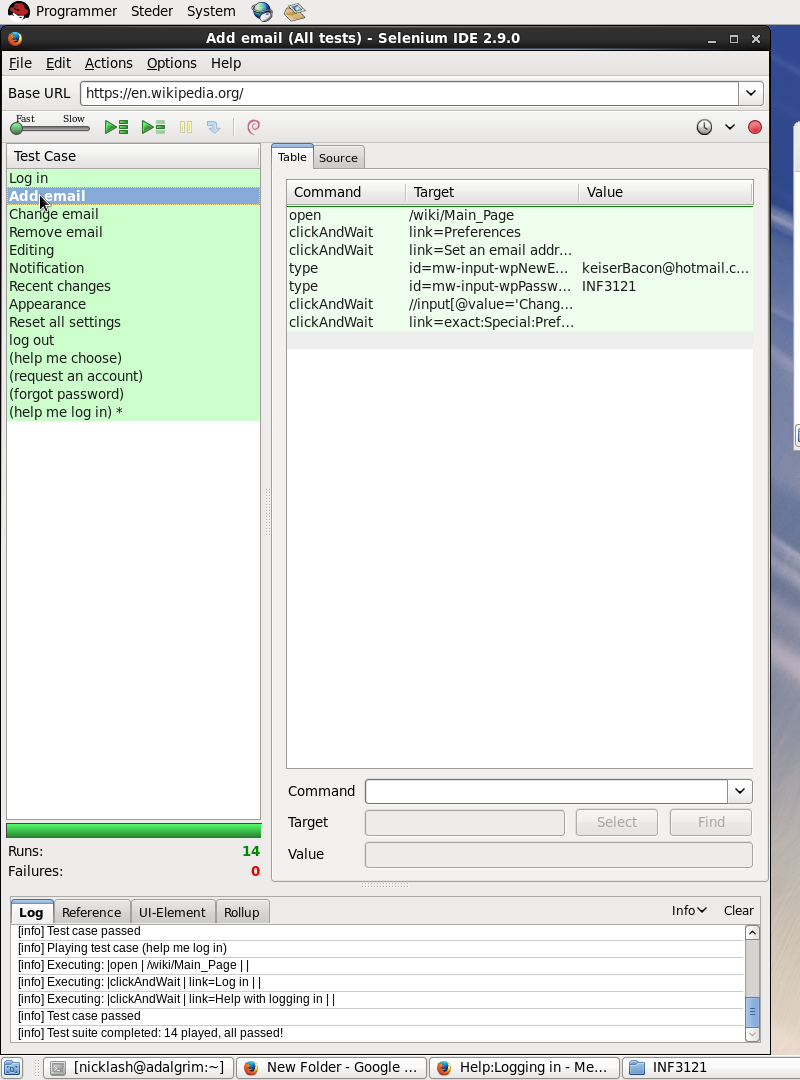 Programmer Steder System
Add email (All tests) - Selenium IDE 2.9.0
File Edit Actions Options Help
Base URL https://en.wikipedia.org/
Fast Slow
Test Case
Log in
Add email
Change email
Remove email
Editing
Notification
Recent changes
Appearance
Reset all settings
log out
(help me choose)
(request an account)
(forgot password)
(help me log in) *
Runs: 14
Failures: 0
Table Source
Command Target Value
open /wiki/Main_Page
clickAndWait link=Preferences
clickAndWait link=Set an email addr...
type id=mw-input-wpNewE... keiserBacon@hotmail.c...
type id=mw-input-wpPassw... INF3121
clickAndWait //input[@value='Chang...
clickAndWait link=exact:Special:Pref...
Command
Target Select Find
Value
Log Reference UI-Element Rollup Info Clear
[info] Test case passed
[info] Playing test case (help me log in)
[info] Executing: |open | /wiki/Main_Page | |
[info] Executing: |clickAndWait | link=Log in | |
[info] Executing: |clickAndWait | link=Help with logging in | |
[info] Test case passed
[info] Test suite completed: 14 played, all passed!
[nicklash@adalgrim:~] New Folder - Google ... Help:Logging in - Me... INF3121